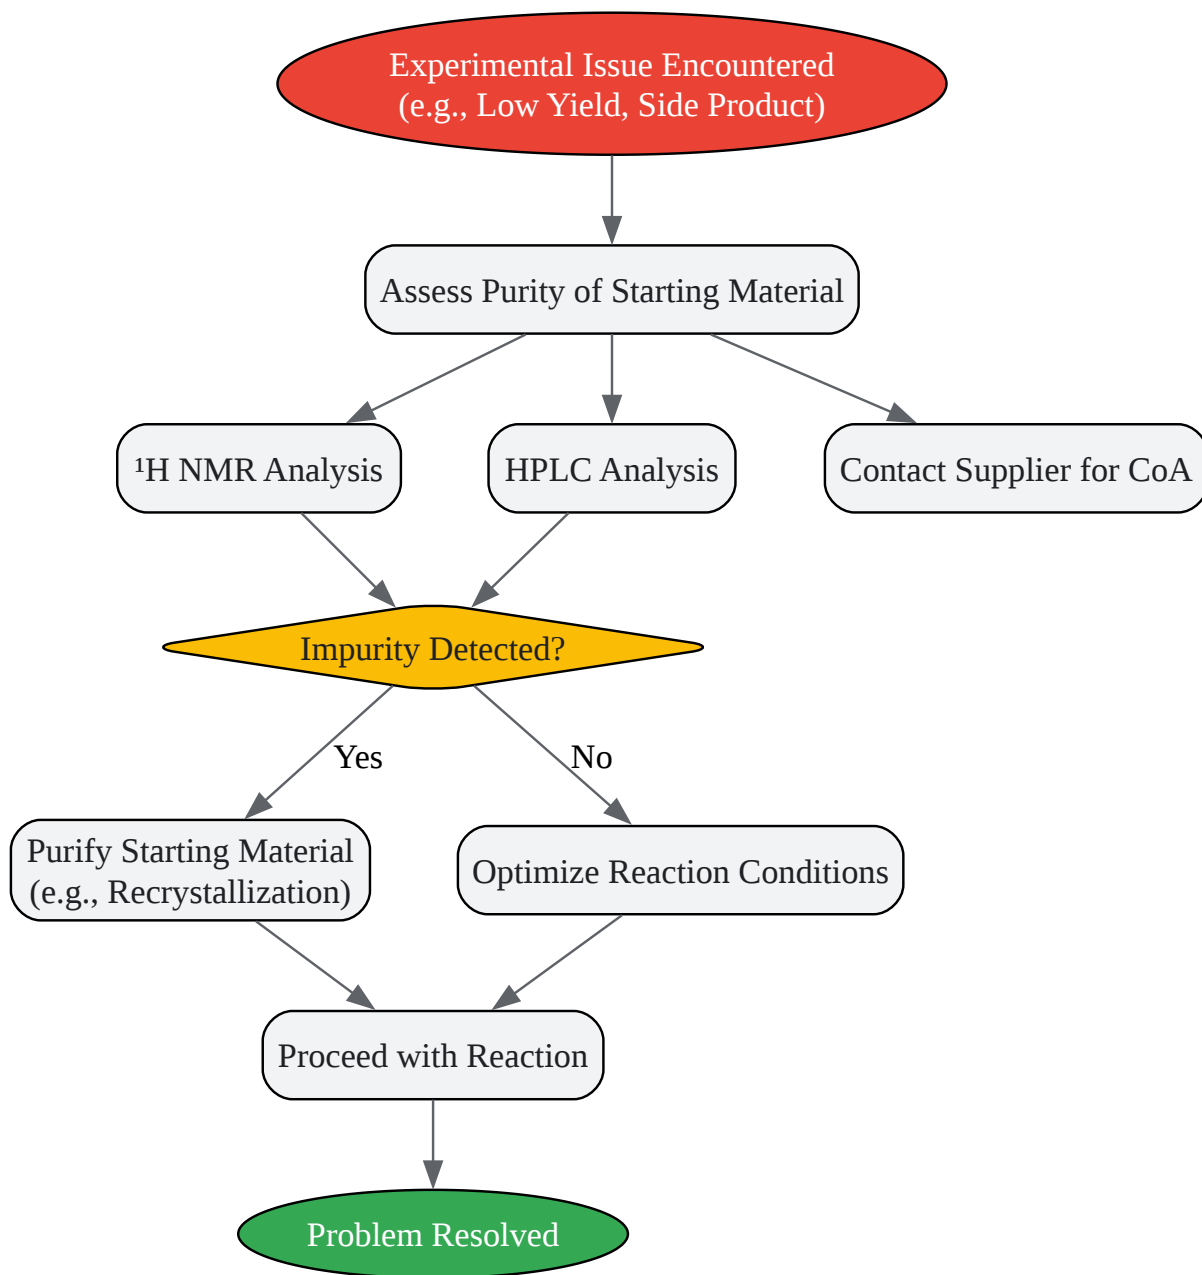 Experimental Issue Encountered
(e.g., Low Yield, Side Product)
Assess Purity of Starting Material
¹H NMR Analysis
HPLC Analysis
Contact Supplier for CoA
Impurity Detected?
Yes
No
Purify Starting Material
(e.g., Recrystallization)
Optimize Reaction Conditions
Proceed with Reaction
Problem Resolved